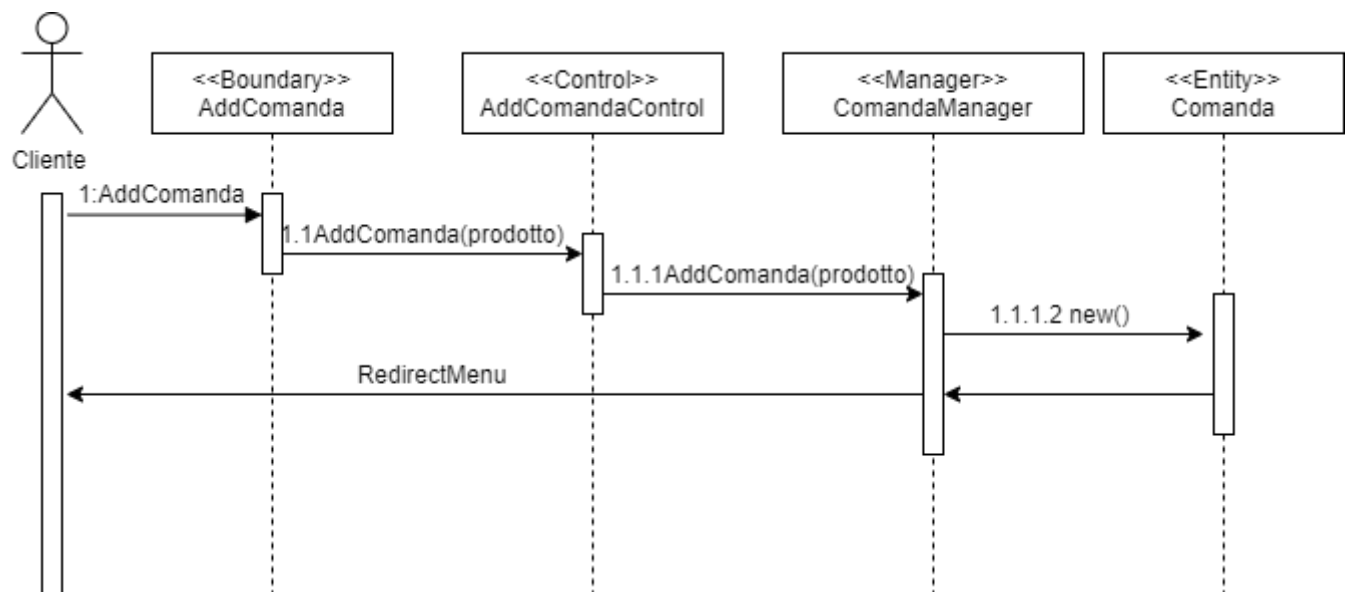 <<Boundary>>
AddComanda
<<Control>>
AddComandaControl
<<Manager>>
ComandaManager
<<Entity>>
Comanda
Cliente
1:AddComanda
1.1AddComanda(prodotto)
1.1.1AddComanda(prodotto)
1.1.1.2 new()
RedirectMenu